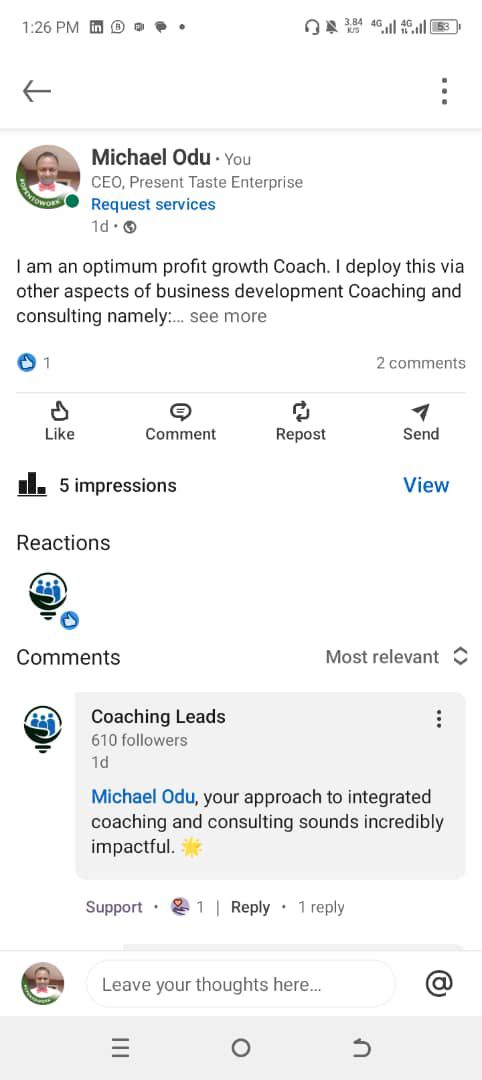 1:26 PM
3.84 K/S 4G 4G 53
Michael Odu • You
CEO, Present Taste Enterprise
Request services
1d •
I am an optimum profit growth Coach. I deploy this via
other aspects of business development Coaching and
consulting namely:... see more
1
2 comments
Like
Comment
Repost
Send
5 impressions
View
Reactions
Comments
Most relevant
Coaching Leads
610 followers
1d
Michael Odu, your approach to integrated
coaching and consulting sounds incredibly
impactful. 🌟
Support • 1 | Reply • 1 reply
Leave your thoughts here...
@